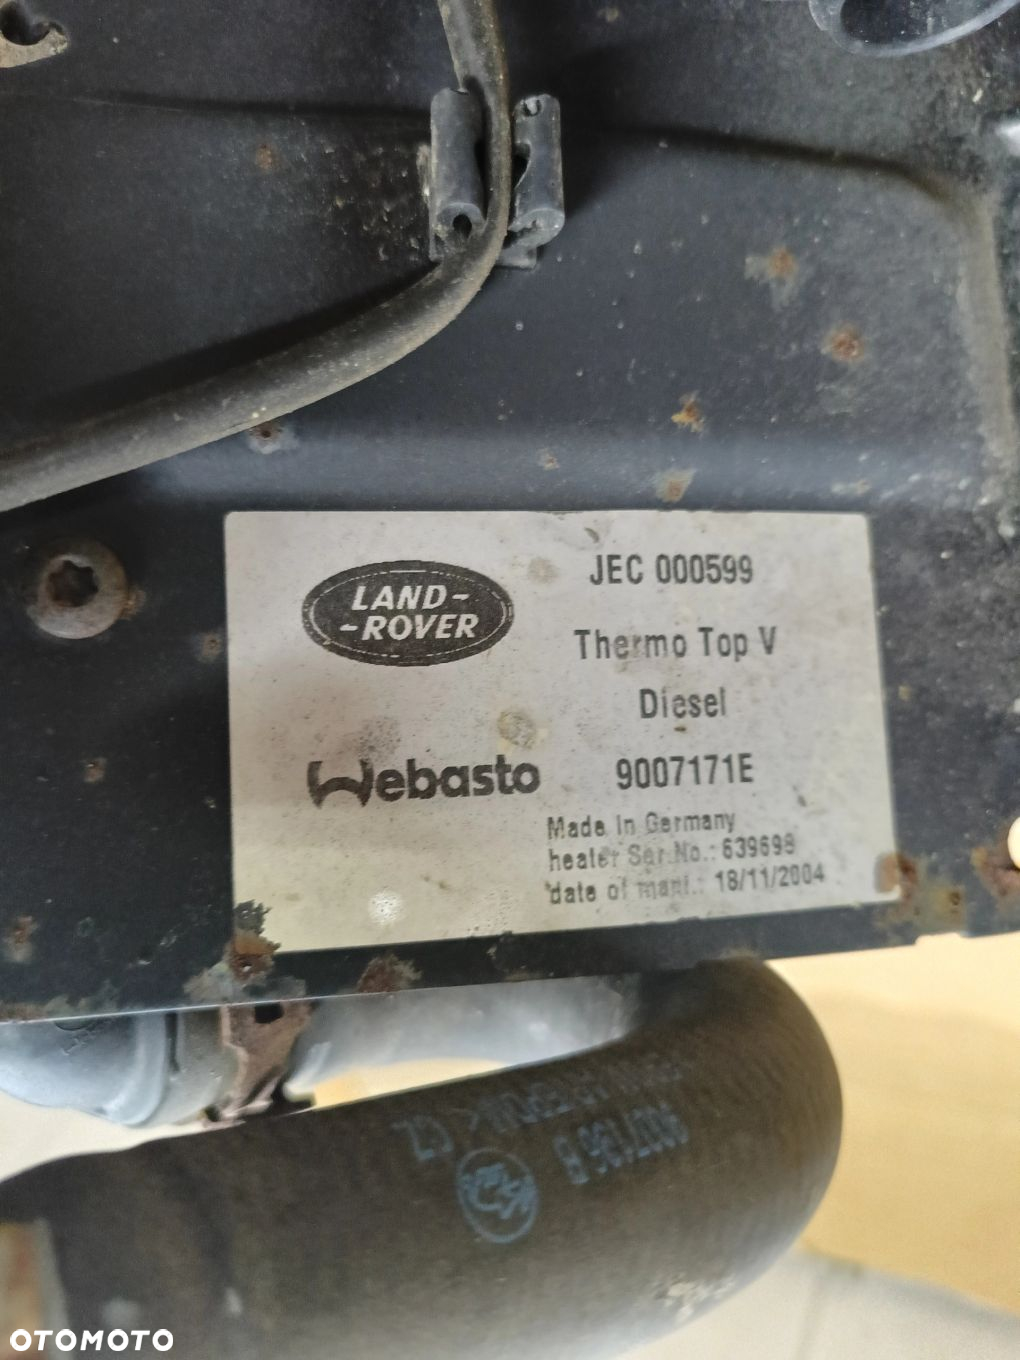 LAND-
-ROVER
JEC 000599
Thermo Top V
Diesel
Webasto
9007171E
Made in Germany
heater Ser.No.: 639698
date of manf.: 18/11/2004
CZ
OTOMOTO